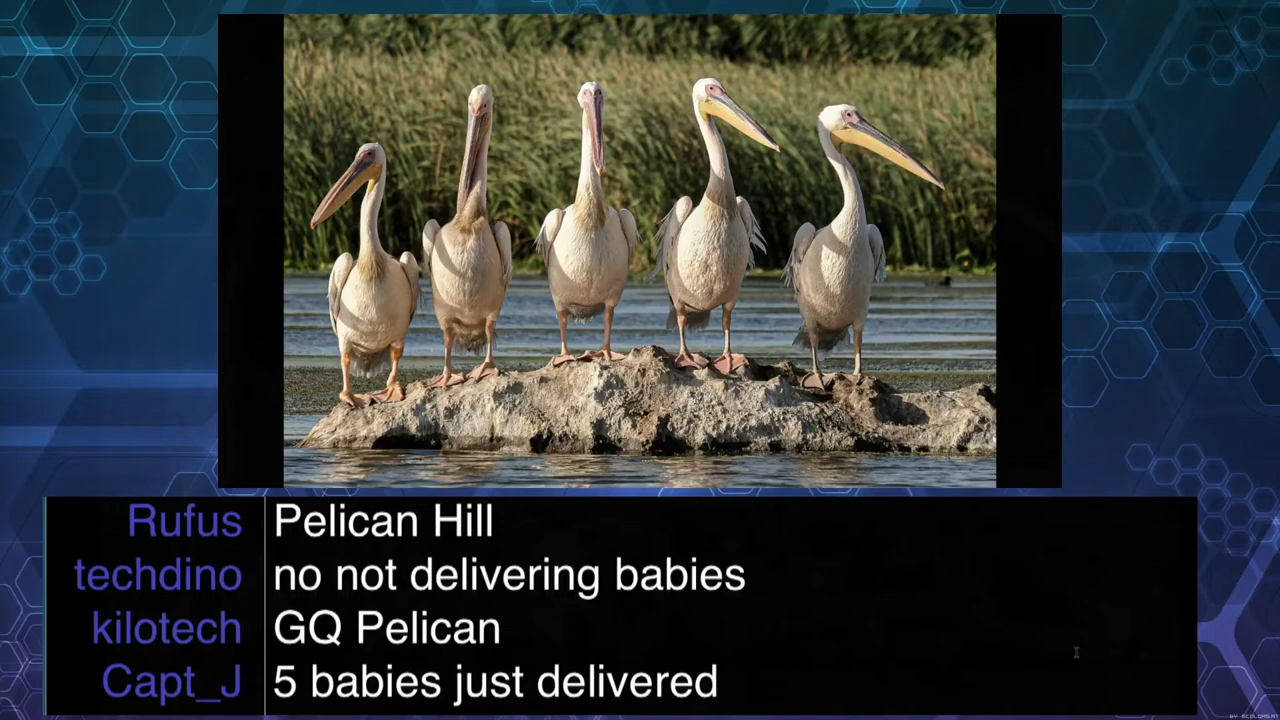 Rufus Pelican Hill
techdino no not delivering babies
kilotech GQ Pelican
Capt_J 5 babies just delivered